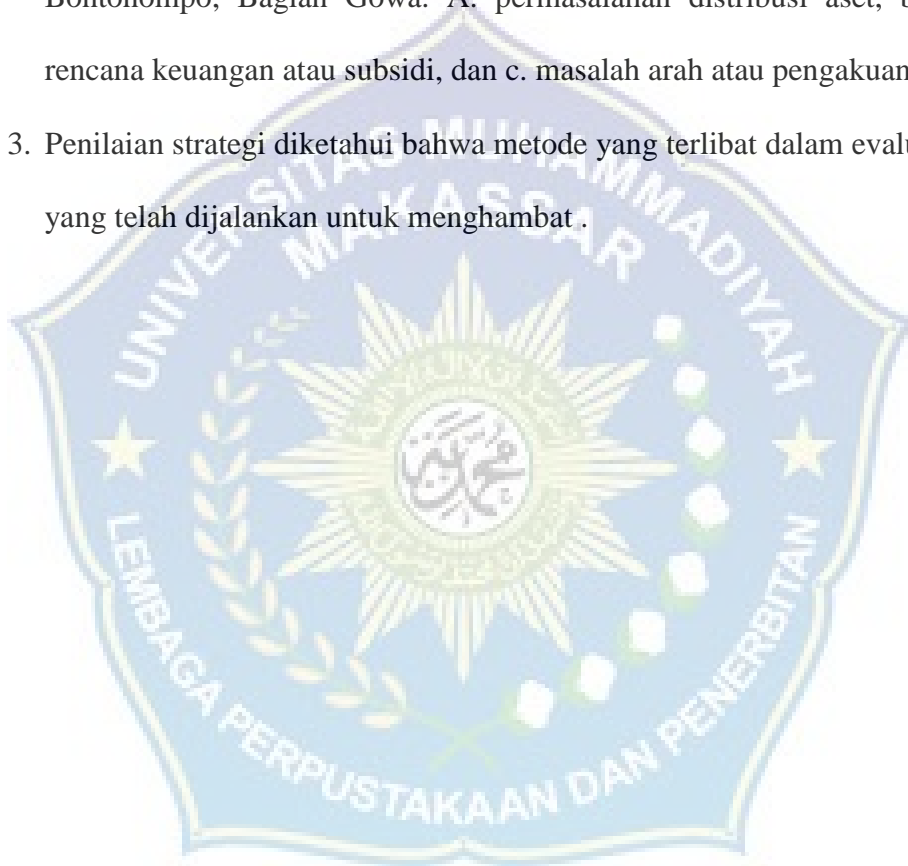 Bontonompo, Bagian Gowa. A. permasalahan distribusi aset, b
rencana keuangan atau subsidi, dan c. masalah arah atau pengakuan
3. Penilaian strategi diketahui bahwa metode yang terlibat dalam evalu
yang telah dijalankan untuk menghambat .
UNIVERSITAS MUHAMMADIYAH
MAKASSAR
LEMBAGA PERPUSTAKAAN DAN PENERBITAN